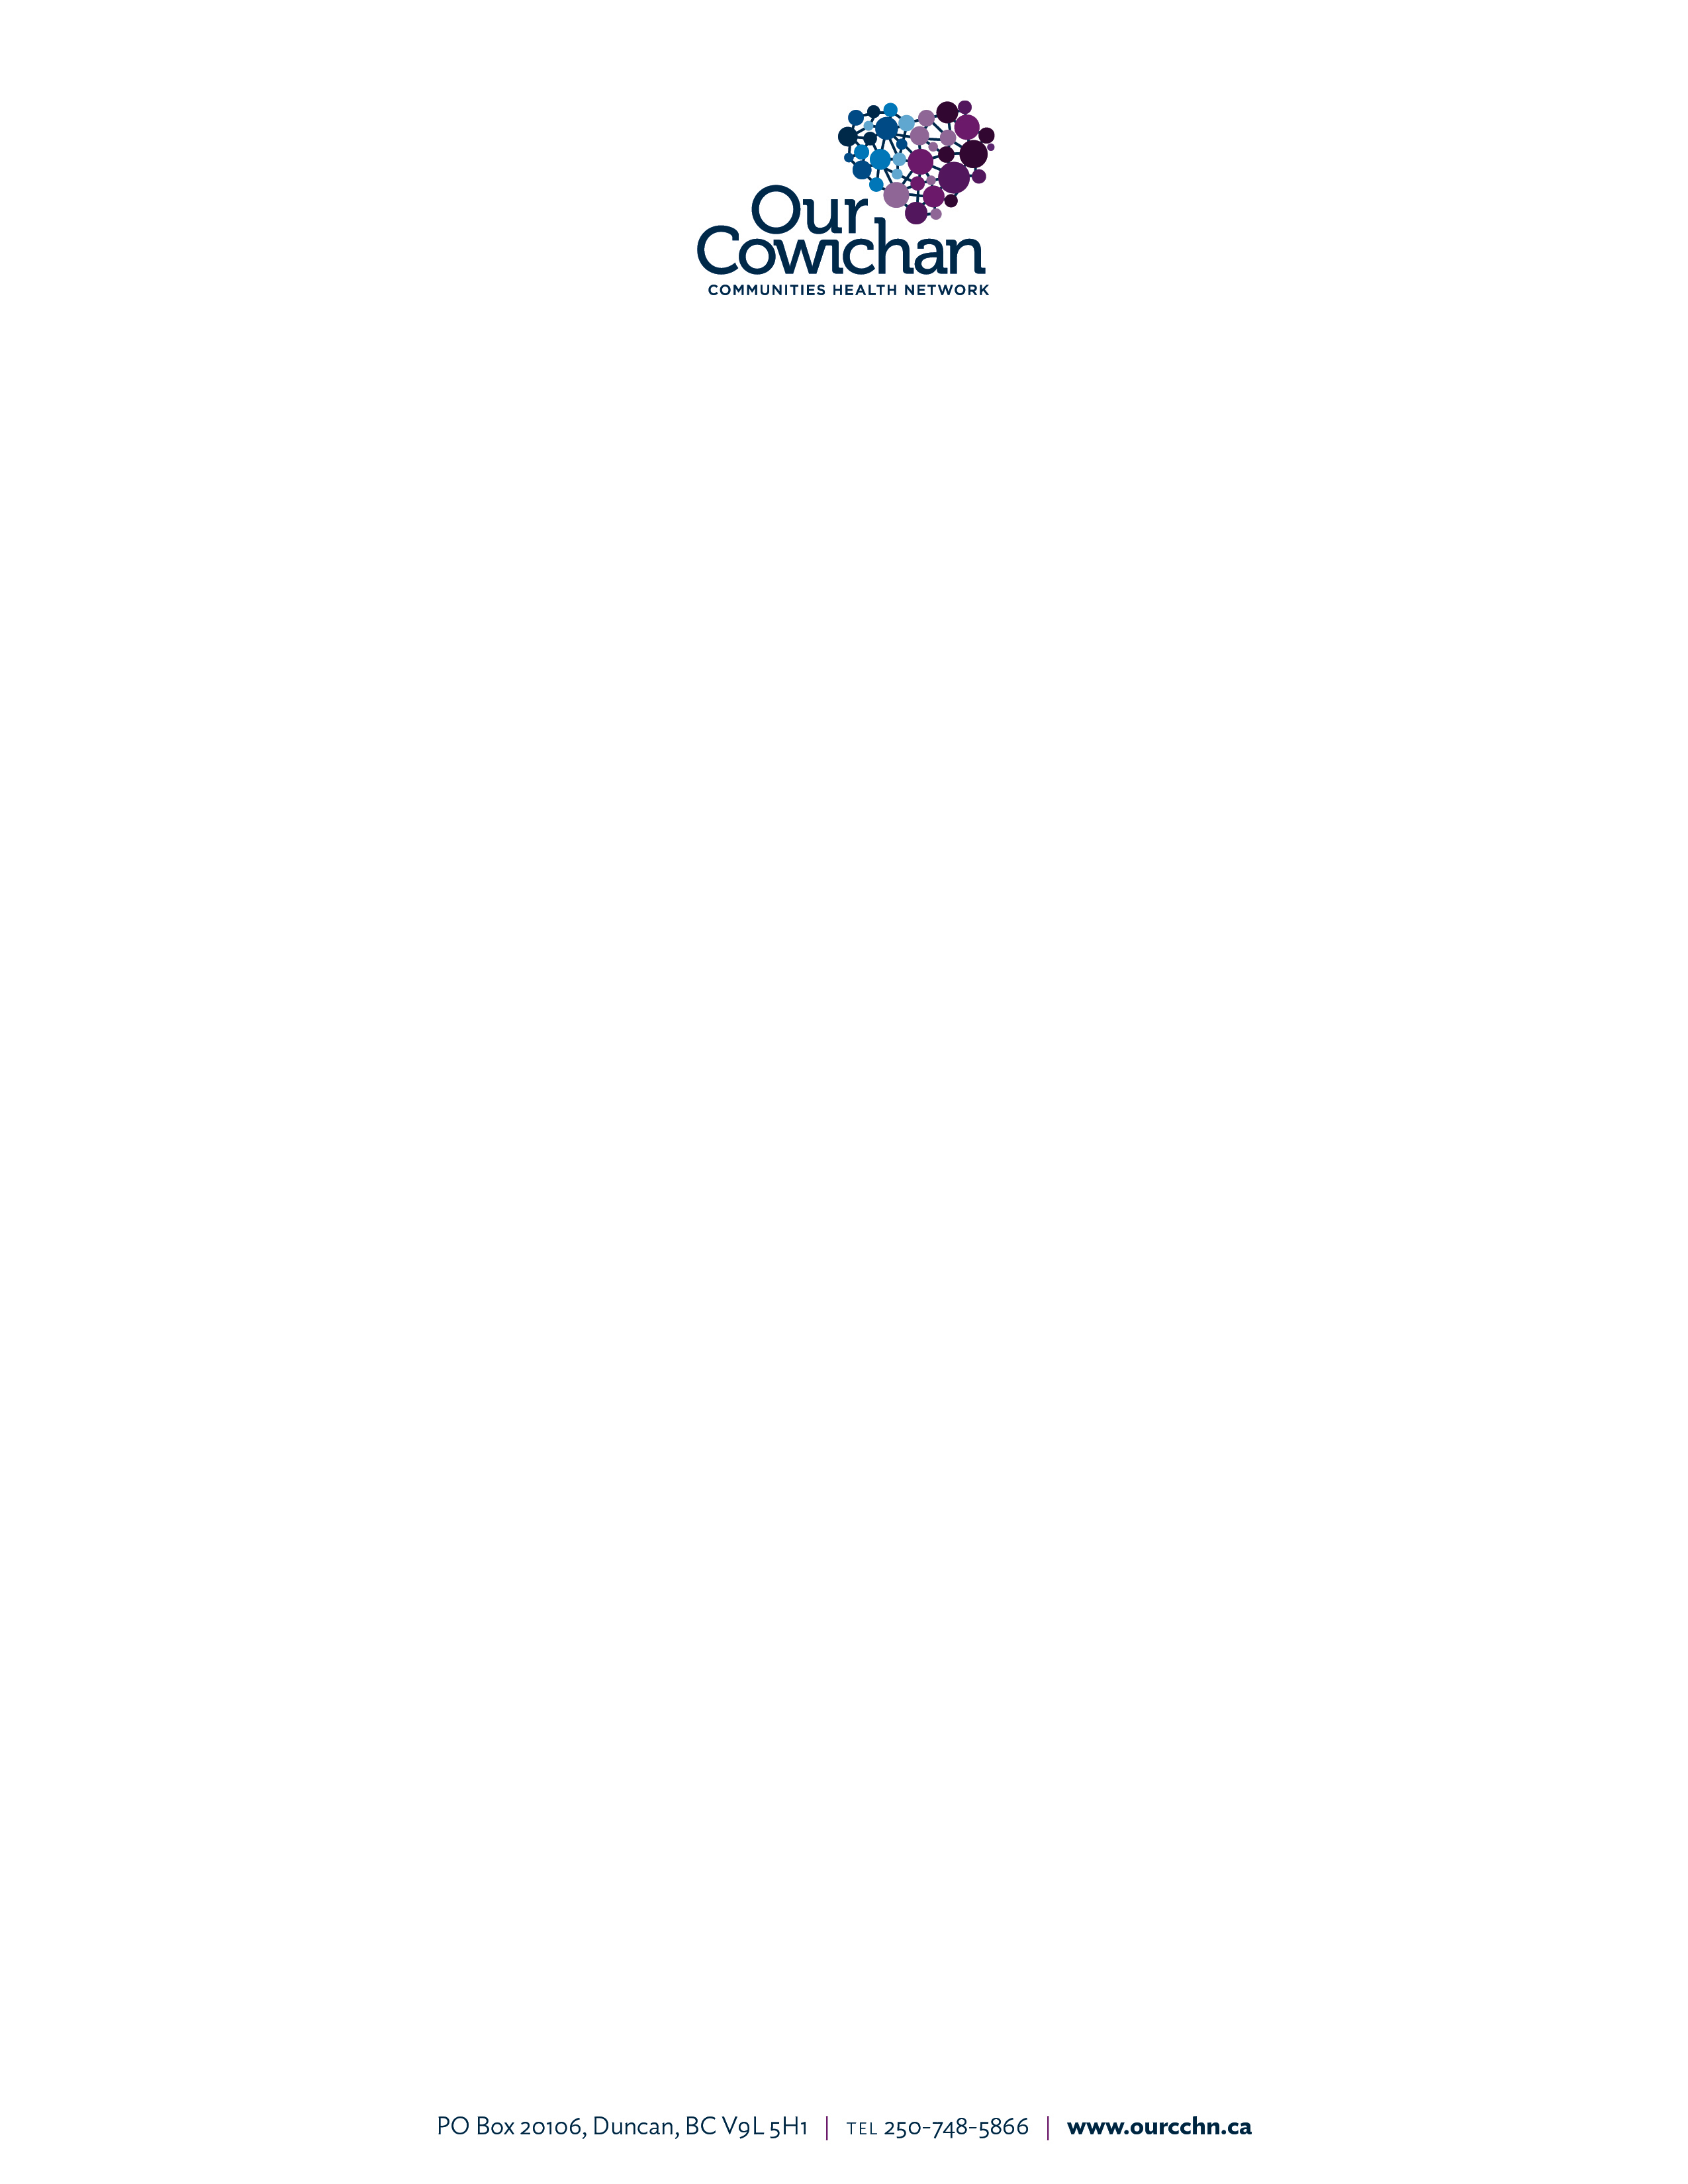 Our
Cowichan
COMMUNITIES HEALTH NETWORK
PO Box 20106, Duncan, BC V9L 5H1 | TEL 250-748-5866 | www.ourcchn.ca